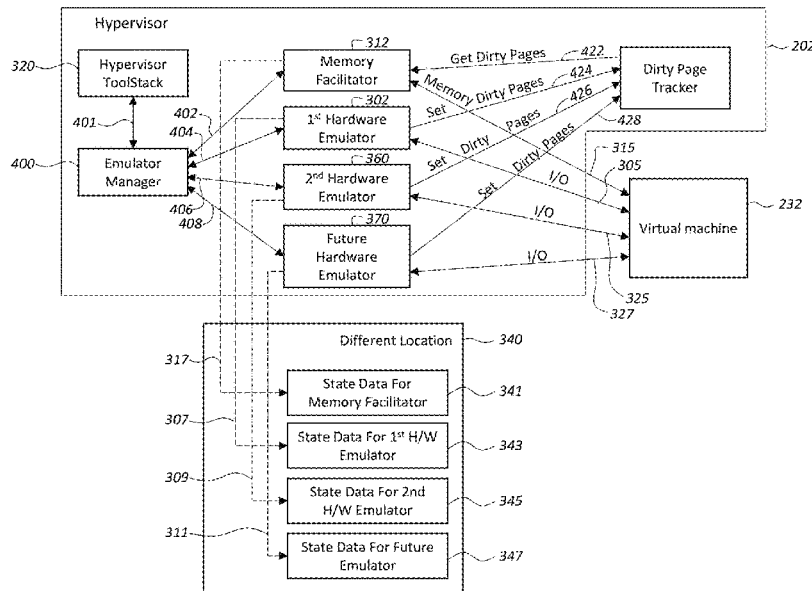 Hypervisor
202
320
Hypervisor
ToolStack
401
402
404
400
Emulator
Manager
406
408
312
Memory
Facilitator
302
1st Hardware
Emulator
360
2nd Hardware
Emulator
370
Future
Hardware
Emulator
Get Dirty Pages
422
Memory
Set Dirty Pages
424
Set Dirty Pages
426
Set Dirty Pages
428
Dirty Page
Tracker
315
305
I/O
I/O
I/O
325
327
232
Virtual machine
Different Location
340
317
State Data For
Memory Facilitator
341
307
State Data For 1st H/W
Emulator
343
309
State Data For 2nd
H/W Emulator
345
311
State Data For Future
Emulator
347